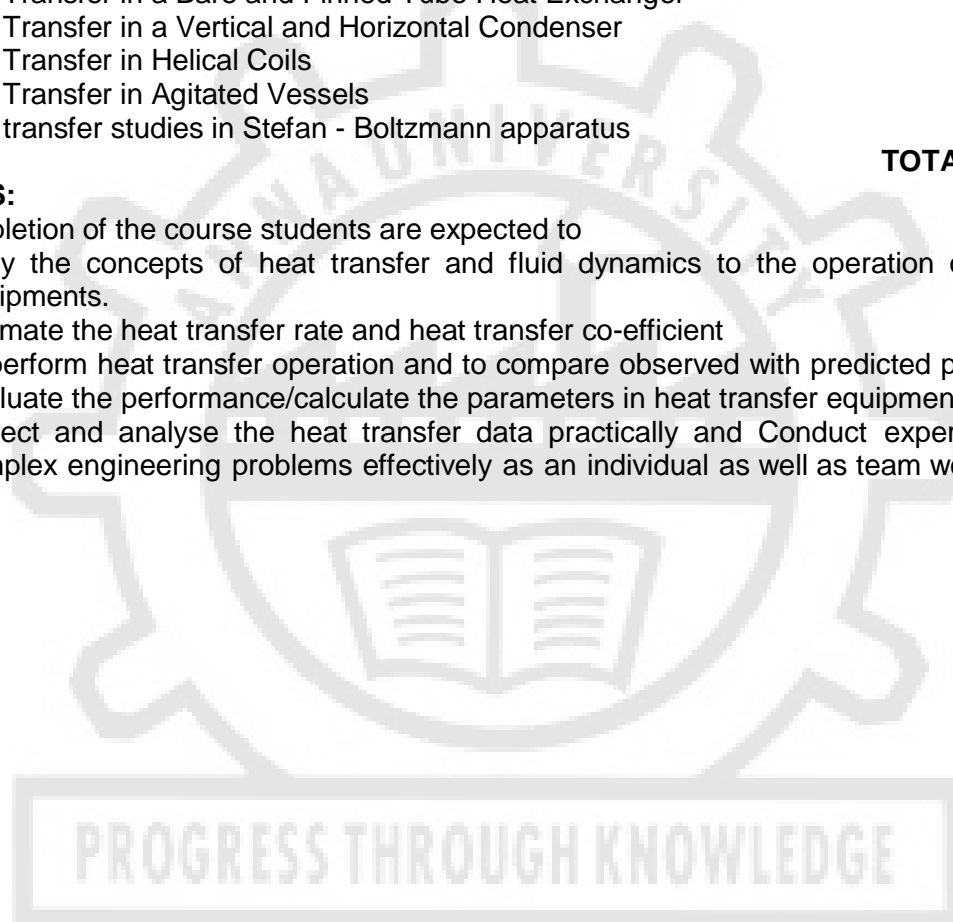 Transfer in a Bare and Finned Tube Heat Exchanger
Transfer in a Vertical and Horizontal Condenser
Transfer in Helical Coils
Transfer in Agitated Vessels
transfer studies in Stefan - Boltzmann apparatus
TOTA
S:
pletion of the course students are expected to
y the concepts of heat transfer and fluid dynamics to the operation
ipments.
mate the heat transfer rate and heat transfer co-efficient
perform heat transfer operation and to compare observed with predicted p
luate the performance/calculate the parameters in heat transfer equipmen
ect and analyse the heat transfer data practically and Conduct exper
plex engineering problems effectively as an individual as well as team w
ANNA UNIVERSITY
PROGRESS THROUGH KNOWLEDGE